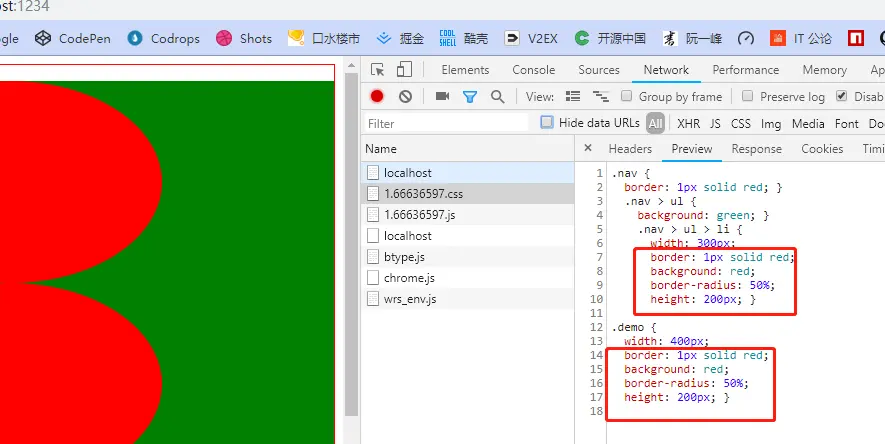 ost:1234
gle CodePen Codrops Shots 口水楼市 掘金 COOL SHELL 酷壳 V2EX 开源中国 阮一峰 IT 公论
Elements Console Sources Network Performance Memory Ap
View: Group by frame Preserve log Disab
Filter Hide data URLs All XHR JS CSS Img Media Font Do
Name × Headers Preview Response Cookies Timi
localhost
1.66636597.css
1.66636597.js
localhost
btype.js
chrome.js
wrs_env.js
1 .nav {
2 border: 1px solid red; }
3 .nav > ul {
4 background: green; }
5 .nav > ul > li {
6 width: 300px;
7 border: 1px solid red;
8 background: red;
9 border-radius: 50%;
10 height: 200px; }
11
12 .demo {
13 width: 400px;
14 border: 1px solid red;
15 background: red;
16 border-radius: 50%;
17 height: 200px; }
18